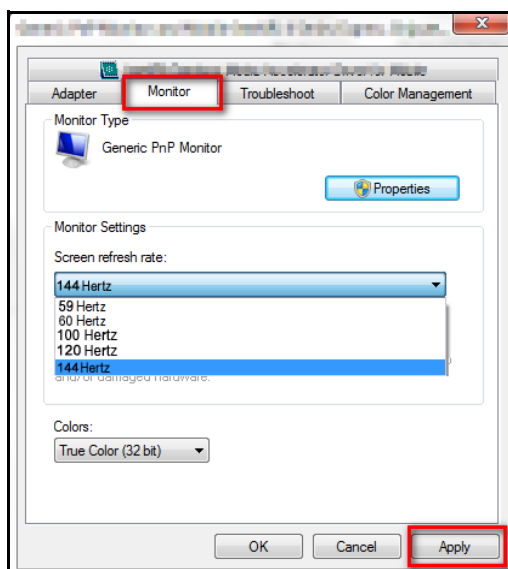 Adapter
Monitor
Troubleshoot
Color Management
Monitor Type
Generic PnP Monitor
Properties
Monitor Settings
Screen refresh rate:
144 Hertz
59 Hertz
60 Hertz
100 Hertz
120 Hertz
144 Hertz
and/or damaged hardware.
Colors:
True Color (32 bit)
OK
Cancel
Apply